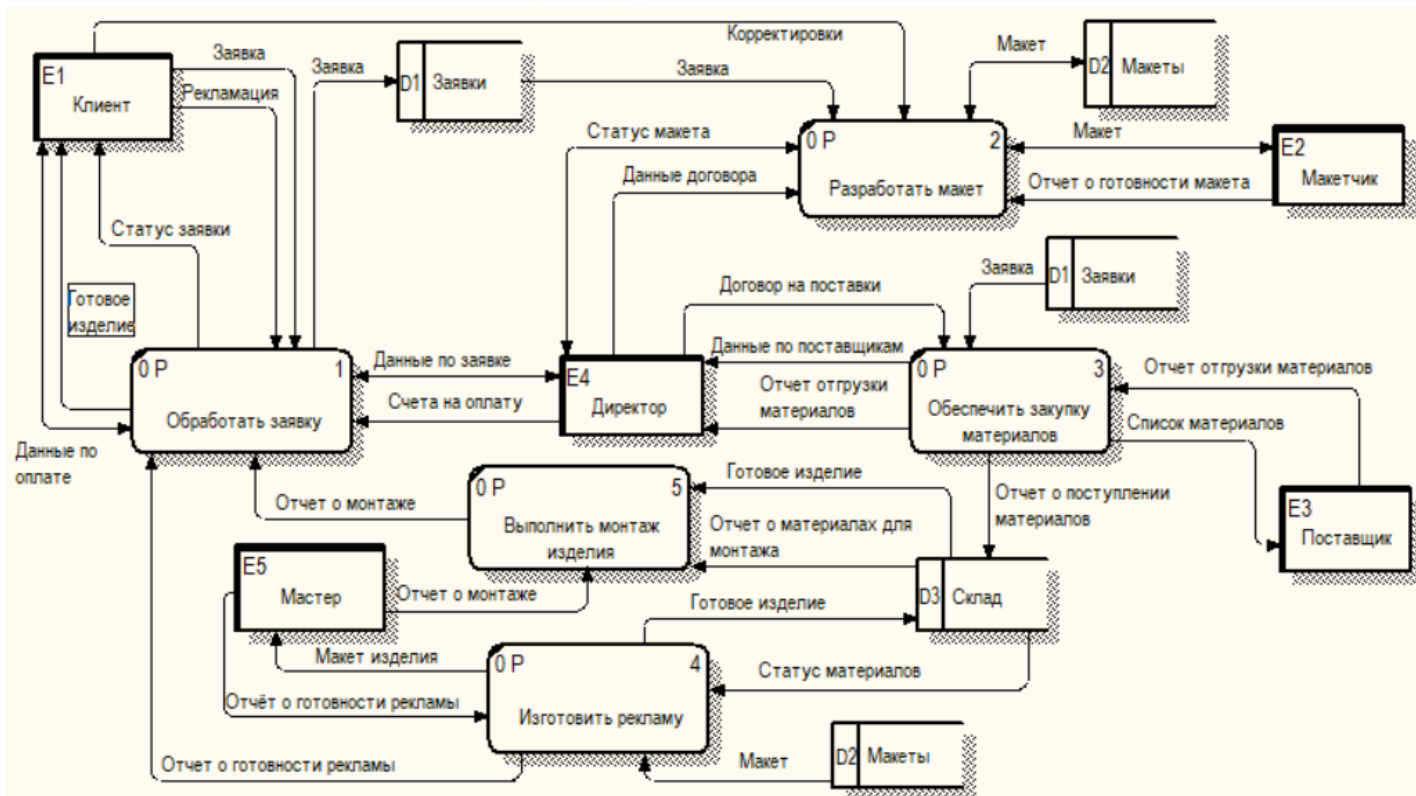 Корректировки
E1
Клиент
Заявка
Рекламация
Заявка
D1
Заявки
Заявка
Макет
D2
Макеты
Статус макета
Данные договора
0 P
2
Разработать макет
Макет
Отчет о готовности макета
E2
Макетчик
Статус заявки
Готовое
изделие
Заявка
D1
Заявки
Договор на поставки
0 P
1
Обработать заявку
Данные по заявке
Счета на оплату
E4
Директор
Данные по поставщикам
Отчет отгрузки
материалов
0 P
3
Обеспечить закупку
материалов
Отчет отгрузки материалов
Список материалов
Данные по
оплате
Отчет о монтаже
0 P
5
Выполнить монтаж
изделия
Готовое изделие
Отчет о материалах для
монтажа
Отчет о поступлении
материалов
E3
Поставщик
E5
Мастер
Отчет о монтаже
Готовое изделие
D3
Склад
Макет изделия
0 P
4
Изготовить рекламу
Статус материалов
Отчёт о готовности рекламы
Отчет о готовности рекламы
Макет
D2
Макеты